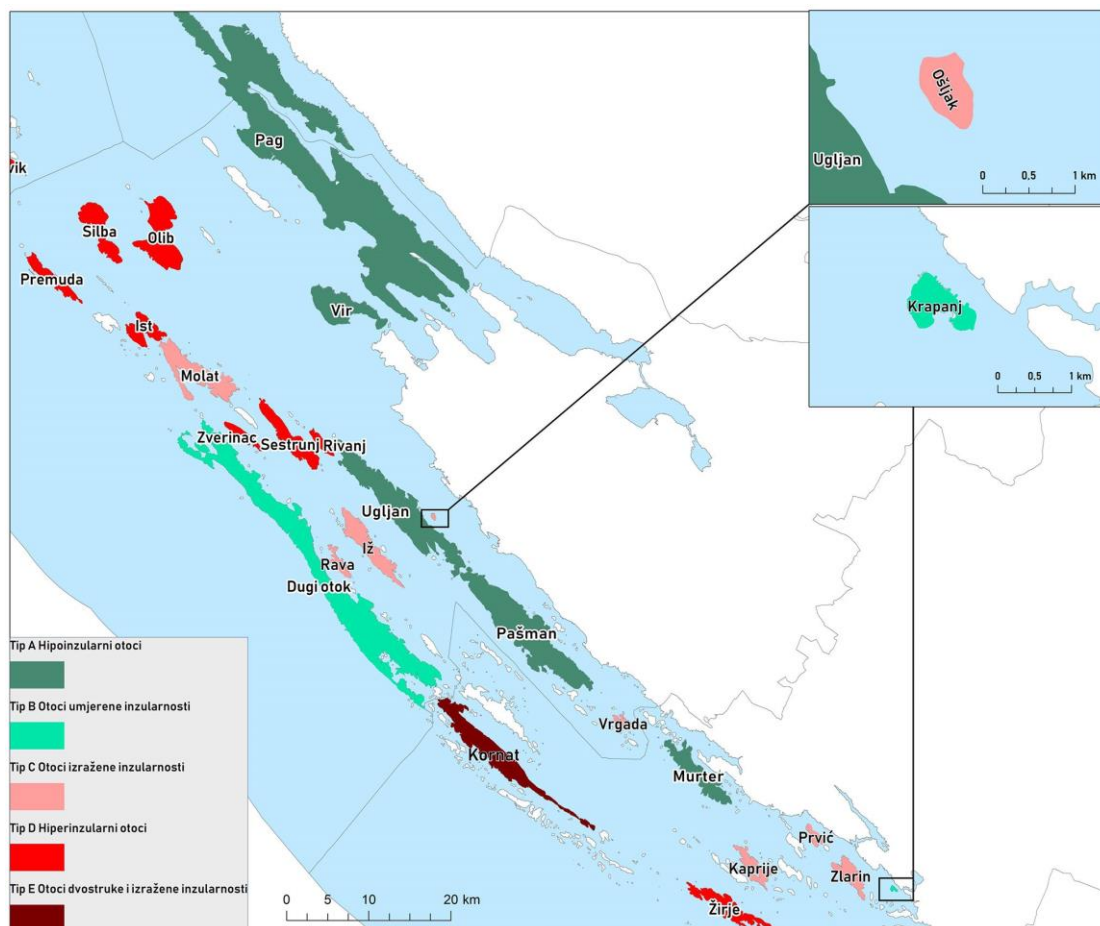 Pag
vik
Silba
Olib
Premuda
Vir
Ist
Molat
Zverinac
Sestrunj
Rivanj
Ugljan
Iž
Rava
Dugi otok
Pašman
Vrgada
Kornat
Murter
Prvić
Kaprije
Zlarin
Žirje
Ošljak
Ugljan
0 0,5 1 km
Krapanj
0 0,5 1 km
Tip A Hipoinzularni otoci
Tip B Otoci umjerene inzularnosti
Tip C Otoci izražene inzularnosti
Tip D Hiperinzularni otoci
Tip E Otoci dvostruke i izražene inzularnosti
0 10 20 km